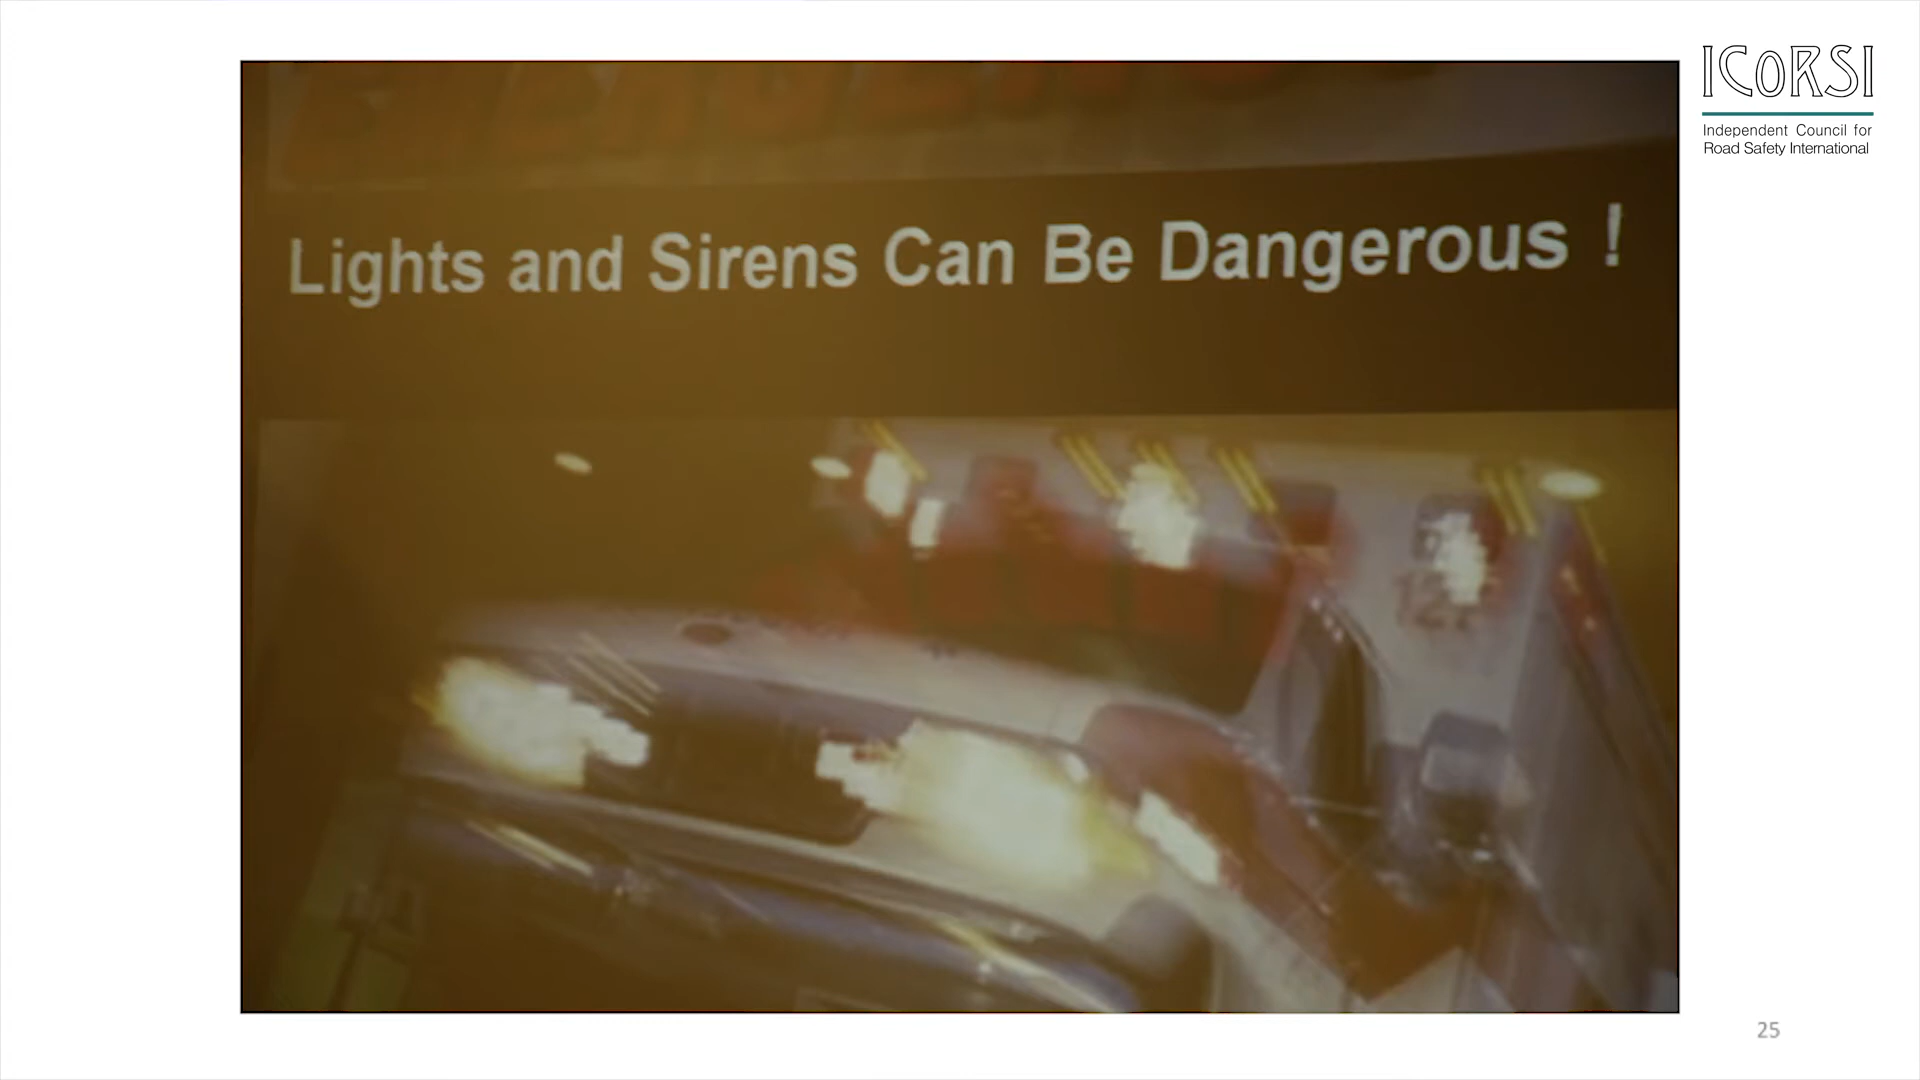 ICORSI
Independent Council for
Road Safety International
Lights and Sirens Can Be Dangerous !
25